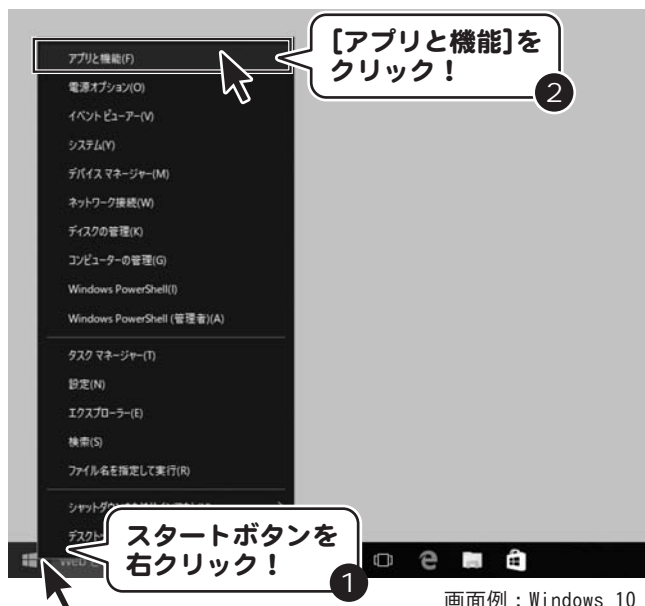 アプリと機能(F)
[アプリと機能]を
クリック！
2
電源オプション(O)
イベント ビューアー(V)
システム(Y)
デバイス マネージャー(M)
ネットワーク接続(W)
ディスクの管理(K)
コンピューターの管理(G)
Windows PowerShell(I)
Windows PowerShell (管理者)(A)
タスク マネージャー(T)
設定(N)
エクスプローラー(E)
検索(S)
ファイル名を指定して実行(R)
スタートボタンを
右クリック！
1
画面例：Windows 10